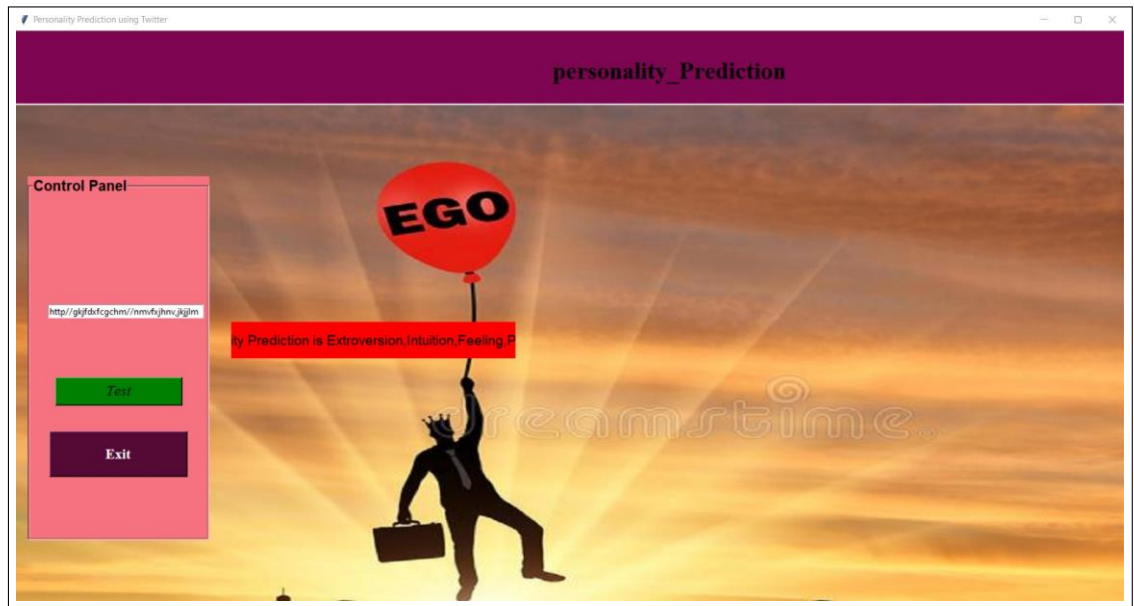 Personality Prediction using Twitter
personality_Prediction
Control Panel
EGO
http//gkjfdxfcgchm//nmvfxjhnv,jkjjlm
ity Prediction is Extroversion,Intuition,Feeling,P
Test
dreamstime
Exit